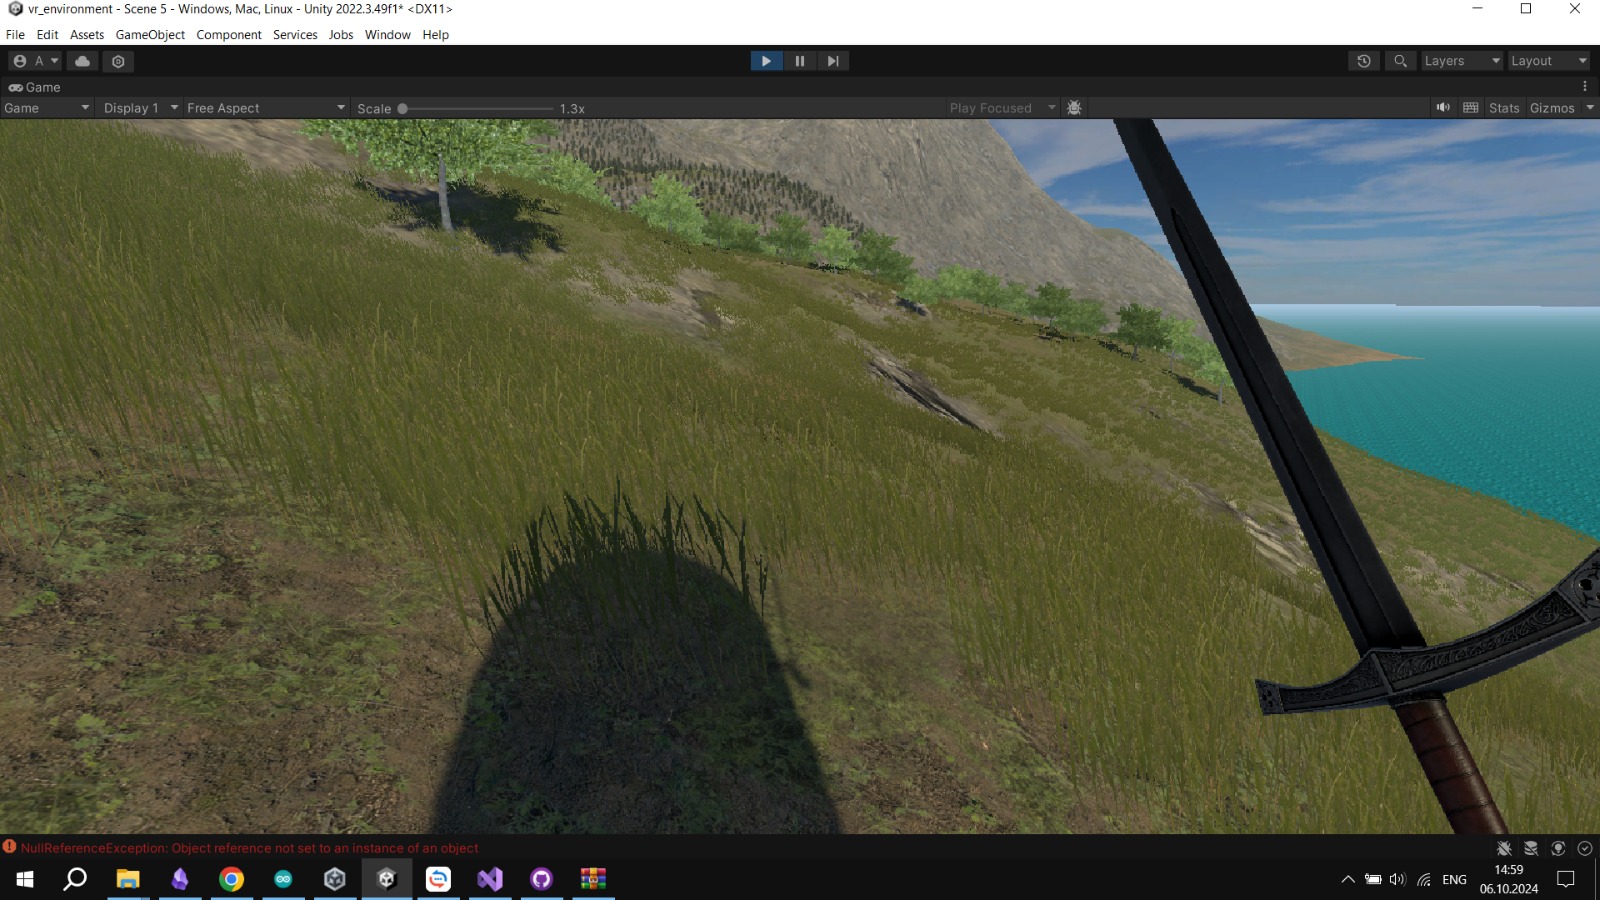 vr_environment - Scene 5 - Windows, Mac, Linux - Unity 2022.3.49f1* <DX11>
File Edit Assets GameObject Component Services Jobs Window Help
A Layers Layout
Game
Game Display 1 Free Aspect Scale 1.3x Play Focused Stats Gizmos
NullReferenceException: Object reference not set to an instance of an object
ENG 14:59
06.10.2024